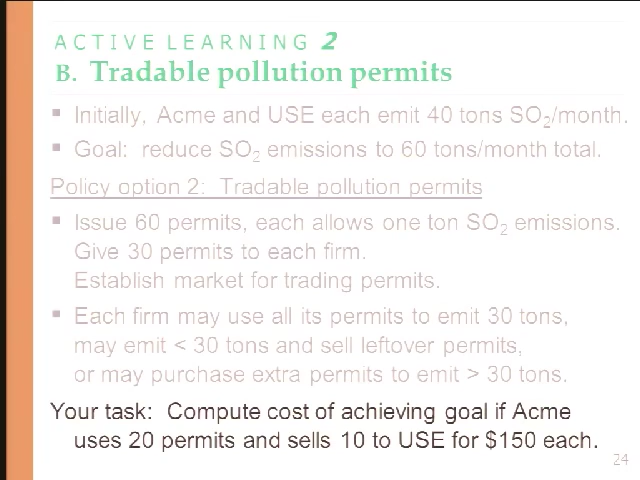 ACTIVE LEARNING 2
B. Tradable pollution permits
▪ Initially, Acme and USE each emit 40 tons SO2/month.
▪ Goal: reduce SO2 emissions to 60 tons/month total.
Policy option 2: Tradable pollution permits
▪ Issue 60 permits, each allows one ton SO2 emissions.
Give 30 permits to each firm.
Establish market for trading permits.
▪ Each firm may use all its permits to emit 30 tons,
may emit < 30 tons and sell leftover permits,
or may purchase extra permits to emit > 30 tons.
Your task: Compute cost of achieving goal if Acme
uses 20 permits and sells 10 to USE for $150 each.
24